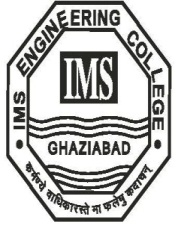 IMS ENGINEERING COLLEGE
IMS
GHAZIABAD
कर्मण्ये वाधिकारस्ते मा फलेषु कदाचन्